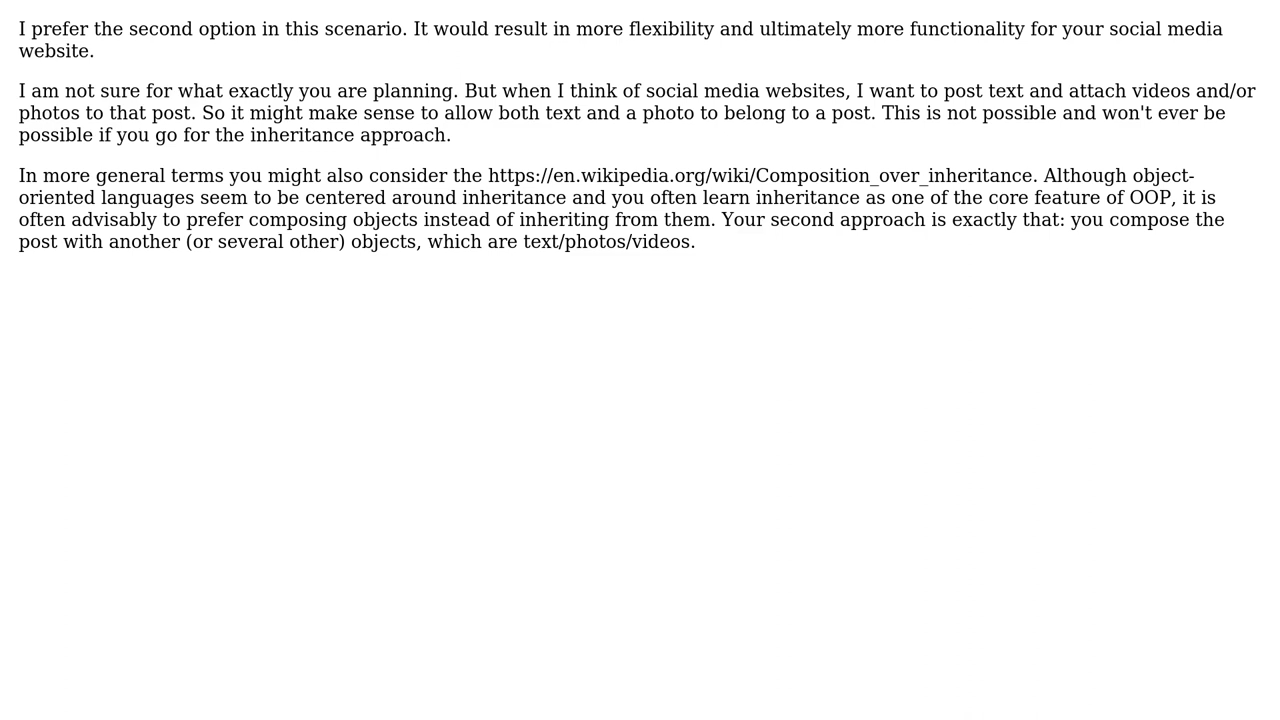 I prefer the second option in this scenario. It would result in more flexibility and ultimately more functionality for your social media
website.
I am not sure for what exactly you are planning. But when I think of social media websites, I want to post text and attach videos and/or
photos to that post. So it might make sense to allow both text and a photo to belong to a post. This is not possible and won't ever be
possible if you go for the inheritance approach.
In more general terms you might also consider the https://en.wikipedia.org/wiki/Composition_over_inheritance. Although object-
oriented languages seem to be centered around inheritance and you often learn inheritance as one of the core feature of OOP, it is
often advisably to prefer composing objects instead of inheriting from them. Your second approach is exactly that: you compose the
post with another (or several other) objects, which are text/photos/videos.